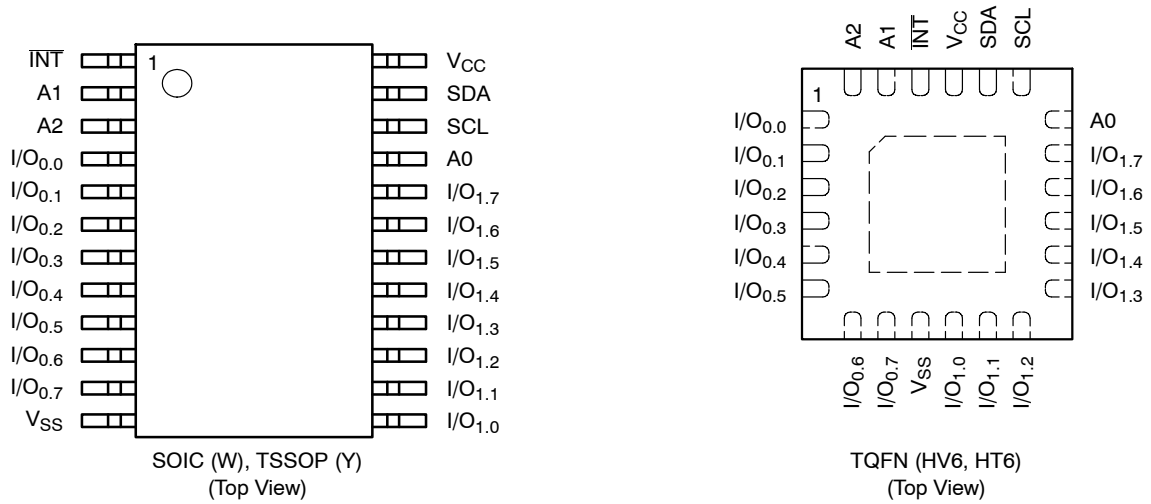 INT
A1
A2
I/O0.0
I/O0.1
I/O0.2
I/O0.3
I/O0.4
I/O0.5
I/O0.6
I/O0.7
VSS
1
VCC
SDA
SCL
A0
I/O1.7
I/O1.6
I/O1.5
I/O1.4
I/O1.3
I/O1.2
I/O1.1
I/O1.0
SOIC (W), TSSOP (Y)
(Top View)
A2
A1
INT
VCC
SDA
SCL
1
I/O0.0
I/O0.1
I/O0.2
I/O0.3
I/O0.4
I/O0.5
A0
I/O1.7
I/O1.6
I/O1.5
I/O1.4
I/O1.3
I/O0.6
I/O0.7
VSS
I/O1.0
I/O1.1
I/O1.2
TQFN (HV6, HT6)
(Top View)